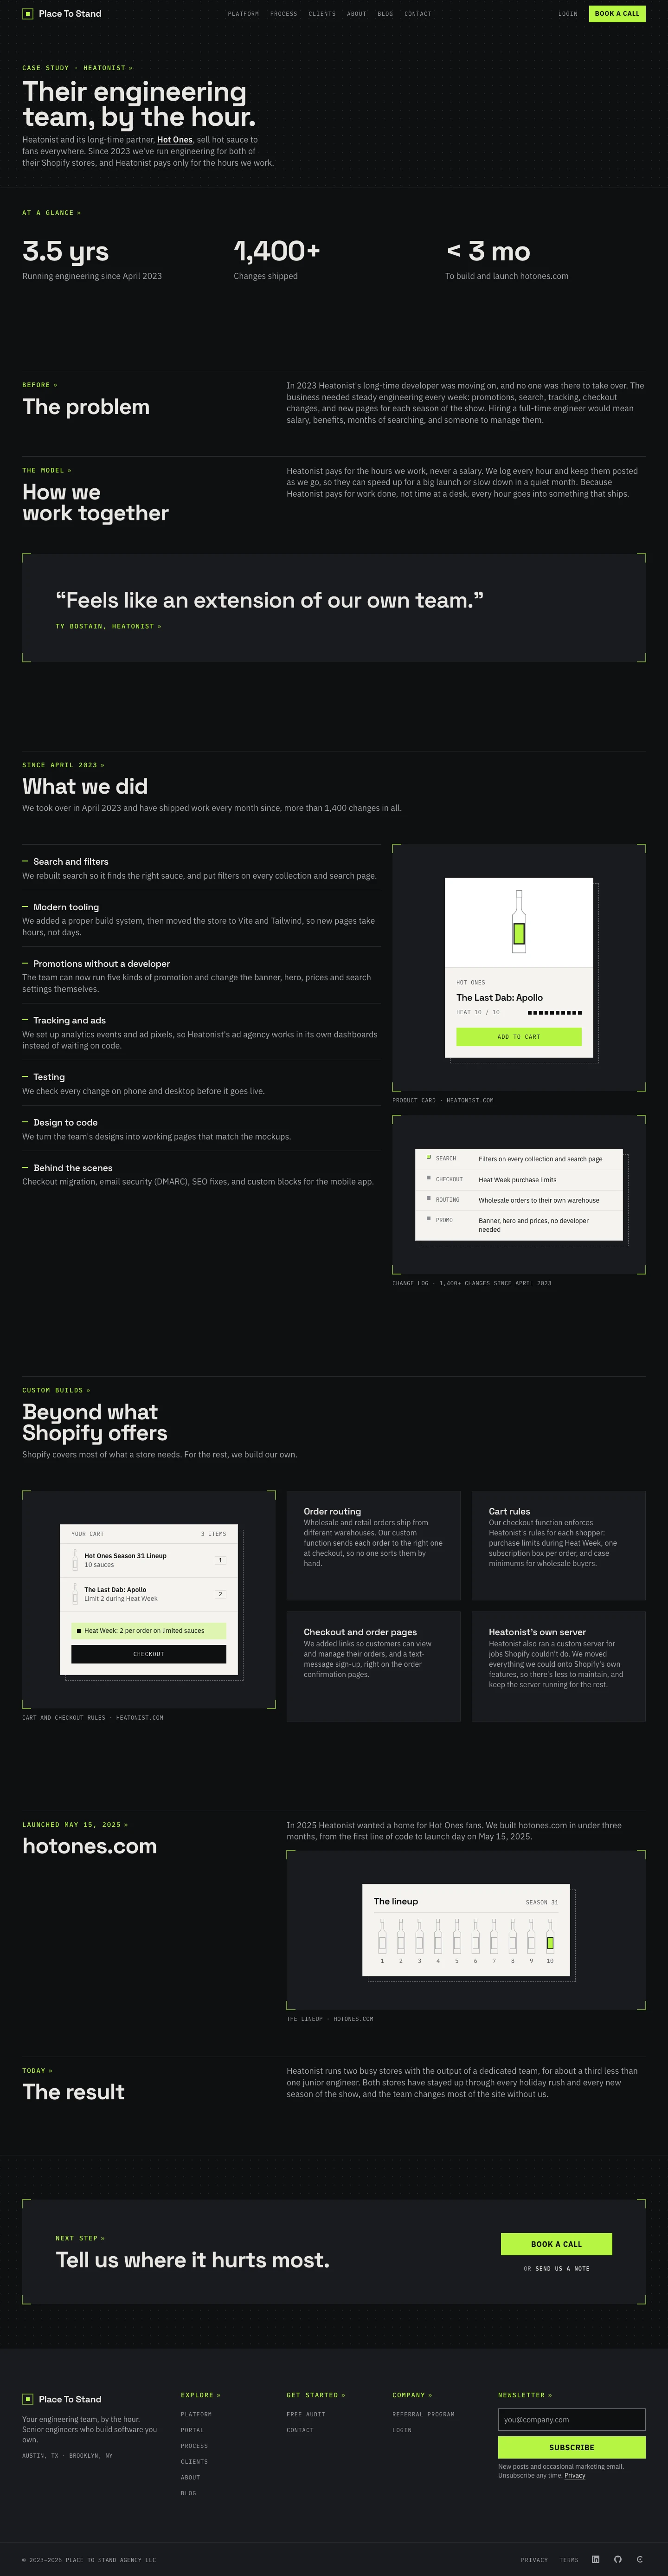 Place To Stand
PLATFORM PROCESS CLIENTS ABOUT BLOG CONTACT
LOGIN BOOK A CALL
CASE STUDY · HEATONIST »
Their engineering
team, by the hour.
Heatonist and its long-time partner, Hot Ones, sell hot sauce to
fans everywhere. Since 2023 we've run engineering for both of
their Shopify stores, and Heatonist pays only for the hours we work.
AT A GLANCE »
3.5 yrs
Running engineering since April 2023
1,400+
Changes shipped
< 3 mo
To build and launch hotones.com
BEFORE »
The problem
In 2023 Heatonist's long-time developer was moving on, and no one was there to take over. The
business needed steady engineering every week: promotions, search, tracking, checkout
changes, and new pages for each season of the show. Hiring a full-time engineer would mean
salary, benefits, months of searching, and someone to manage them.
THE MODEL »
How we
work together
Heatonist pays for the hours we work, never a salary. We log every hour and keep them posted
as we go, so they can speed up for a big launch or slow down in a quiet month. Because
Heatonist pays for work done, not time at a desk, every hour goes into something that ships.
“Feels like an extension of our own team.”
TY BOSTAIN, HEATONIST »
SINCE APRIL 2023 »
What we did
We took over in April 2023 and have shipped work every month since, more than 1,400 changes in all.
Search and filters
We rebuilt search so it finds the right sauce, and put filters on every collection and search page.
Modern tooling
We added a proper build system, then moved the store to Vite and Tailwind, so new pages take
hours, not days.
Promotions without a developer
The team can now run five kinds of promotion and change the banner, hero, prices and search
settings themselves.
Tracking and ads
We set up analytics events and ad pixels, so Heatonist's ad agency works in its own dashboards
instead of waiting on code.
Testing
We check every change on phone and desktop before it goes live.
Design to code
We turn the team's designs into working pages that match the mockups.
Behind the scenes
Checkout migration, email security (DMARC), SEO fixes, and custom blocks for the mobile app.
HOT ONES
The Last Dab: Apollo
HEAT 10 / 10
ADD TO CART
PRODUCT CARD · HEATONIST.COM
SEARCH Filters on every collection and search page
CHECKOUT Heat Week purchase limits
ROUTING Wholesale orders to their own warehouse
PROMO Banner, hero and prices, no developer
needed
CHANGE LOG · 1,400+ CHANGES SINCE APRIL 2023
CUSTOM BUILDS »
Beyond what
Shopify offers
Shopify covers most of what a store needs. For the rest, we build our own.
YOUR CART 3 ITEMS
Hot Ones Season 31 Lineup
10 sauces
1
The Last Dab: Apollo
Limit 2 during Heat Week
2
Heat Week: 2 per order on limited sauces
CHECKOUT
CART AND CHECKOUT RULES · HEATONIST.COM
Order routing
Wholesale and retail orders ship from
different warehouses. Our custom
function sends each order to the right one
at checkout, so no one sorts them by
hand.
Cart rules
Our checkout function enforces
Heatonist's rules for each shopper:
purchase limits during Heat Week, one
subscription box per order, and case
minimums for wholesale buyers.
Checkout and order pages
We added links so customers can view
and manage their orders, and a text-
message sign-up, right on the order
confirmation pages.
Heatonist's own server
Heatonist also ran a custom server for
jobs Shopify couldn't do. We moved
everything we could onto Shopify's own
features, so there's less to maintain, and
keep the server running for the rest.
LAUNCHED MAY 15, 2025 »
hotones.com
In 2025 Heatonist wanted a home for Hot Ones fans. We built hotones.com in under three
months, from the first line of code to launch day on May 15, 2025.
The lineup SEASON 31
1 2 3 4 5 6 7 8 9 10
THE LINEUP · HOTONES.COM
TODAY »
The result
Heatonist runs two busy stores with the output of a dedicated team, for about a third less than
one junior engineer. Both stores have stayed up through every holiday rush and every new
season of the show, and the team changes most of the site without us.
NEXT STEP »
Tell us where it hurts most.
BOOK A CALL
OR SEND US A NOTE
Place To Stand
Your engineering team, by the hour.
Senior engineers who build software you
own.
AUSTIN, TX · BROOKLYN, NY
EXPLORE »
PLATFORM
PORTAL
PROCESS
CLIENTS
ABOUT
BLOG
GET STARTED »
FREE AUDIT
CONTACT
COMPANY »
REFERRAL PROGRAM
LOGIN
NEWSLETTER »
you@company.com
SUBSCRIBE
New posts and occasional marketing email.
Unsubscribe any time. Privacy
© 2023–2026 PLACE TO STAND AGENCY LLC
PRIVACY TERMS